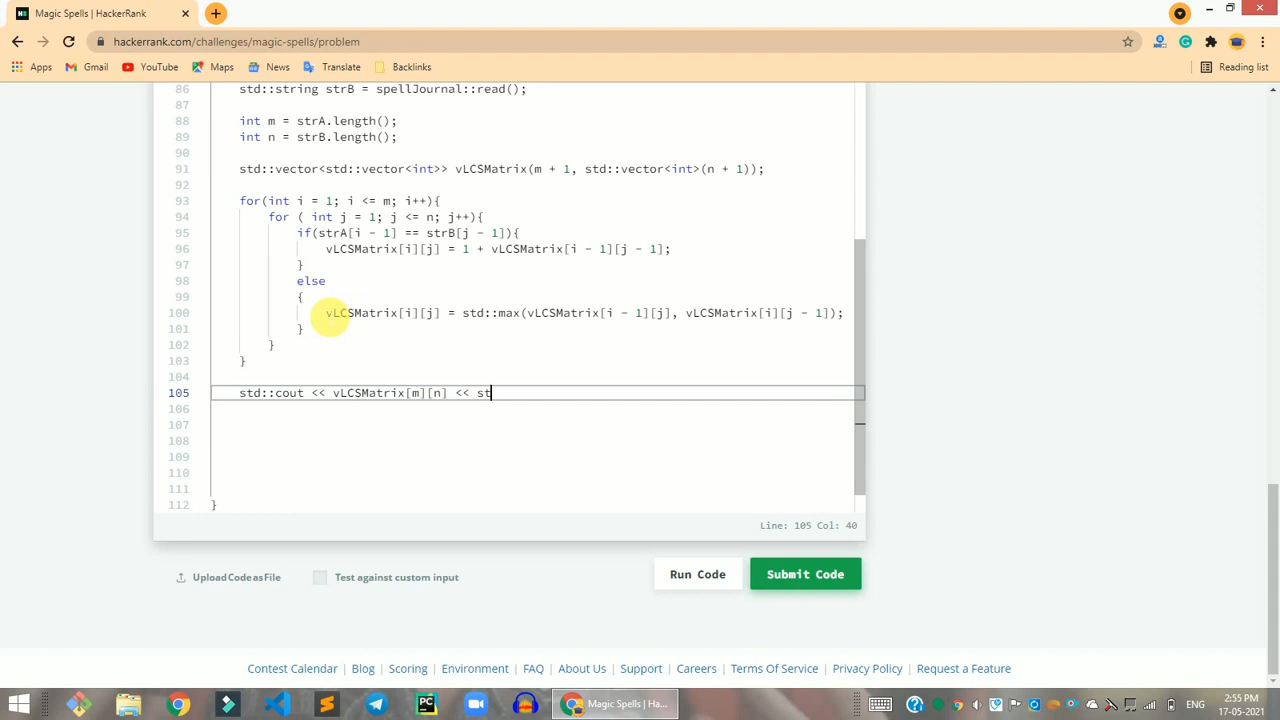 Magic Spells | HackerRank
hackerrank.com/challenges/magic-spells/problem
Apps Gmail YouTube Maps News Translate Backlinks Reading list
86 std::string strB = spellJournal::read();
87
88 int m = strA.length();
89 int n = strB.length();
90
91 std::vector<std::vector<int>> vLCSMatrix(m + 1, std::vector<int>(n + 1));
92
93 for(int i = 1; i <= m; i++){
94 for ( int j = 1; j <= n; j++){
95 if(strA[i - 1] == strB[j - 1]){
96 vLCSMatrix[i][j] = 1 + vLCSMatrix[i - 1][j - 1];
97 }
98 else
99 {
100 vLCSMatrix[i][j] = std::max(vLCSMatrix[i - 1][j], vLCSMatrix[i][j - 1]);
101 }
102 }
103 }
104
105 std::cout << vLCSMatrix[m][n] << st
106
107
108
109
110
111
112 }
Line: 105 Col: 40
Upload Code as File Test against custom input Run Code Submit Code
Contest Calendar | Blog | Scoring | Environment | FAQ | About Us | Support | Careers | Terms Of Service | Privacy Policy | Request a Feature
Magic Spells | Ha... ENG 2:55 PM
17-05-2021